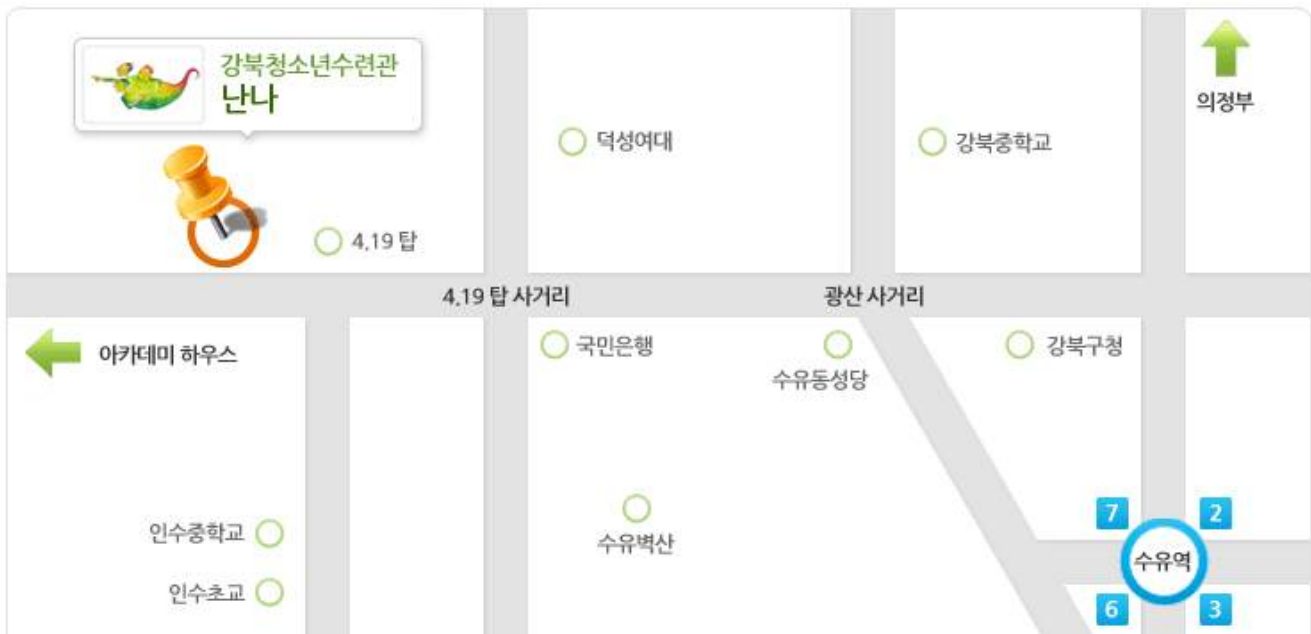 강북청소년수련관
난나
의정부
덕성여대
강북중학교
4.19 탑
4.19 탑 사거리
광산 사거리
아카데미 하우스
국민은행
수유동성당
강북구청
7
2
인수중학교
수유벽산
수유역
인수초교
6
3